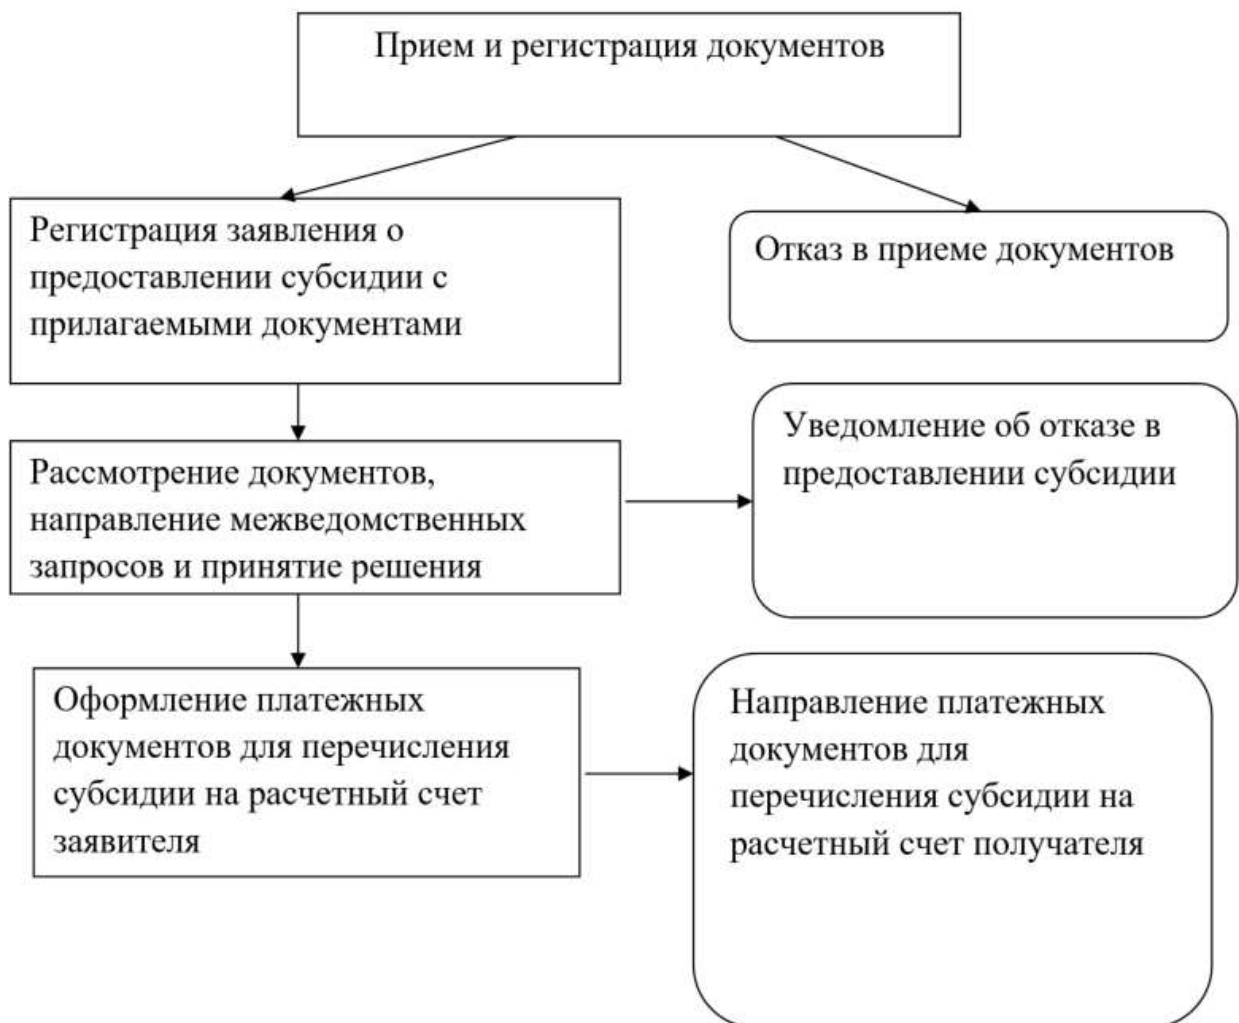 Прием и регистрация документов
Регистрация заявления о
предоставлении субсидии с
прилагаемыми документами
Отказ в приеме документов
Рассмотрение документов,
направление межведомственных
запросов и принятие решения
Уведомление об отказе в
предоставлении субсидии
Оформление платежных
документов для перечисления
субсидии на расчетный счет
заявителя
Направление платежных
документов для
перечисления субсидии на
расчетный счет получателя